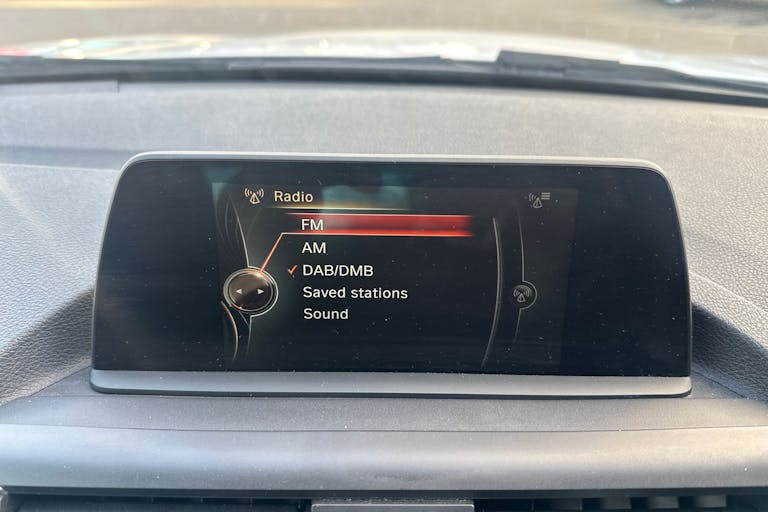 Radio
FM
AM
DAB/DMB
Saved stations
Sound